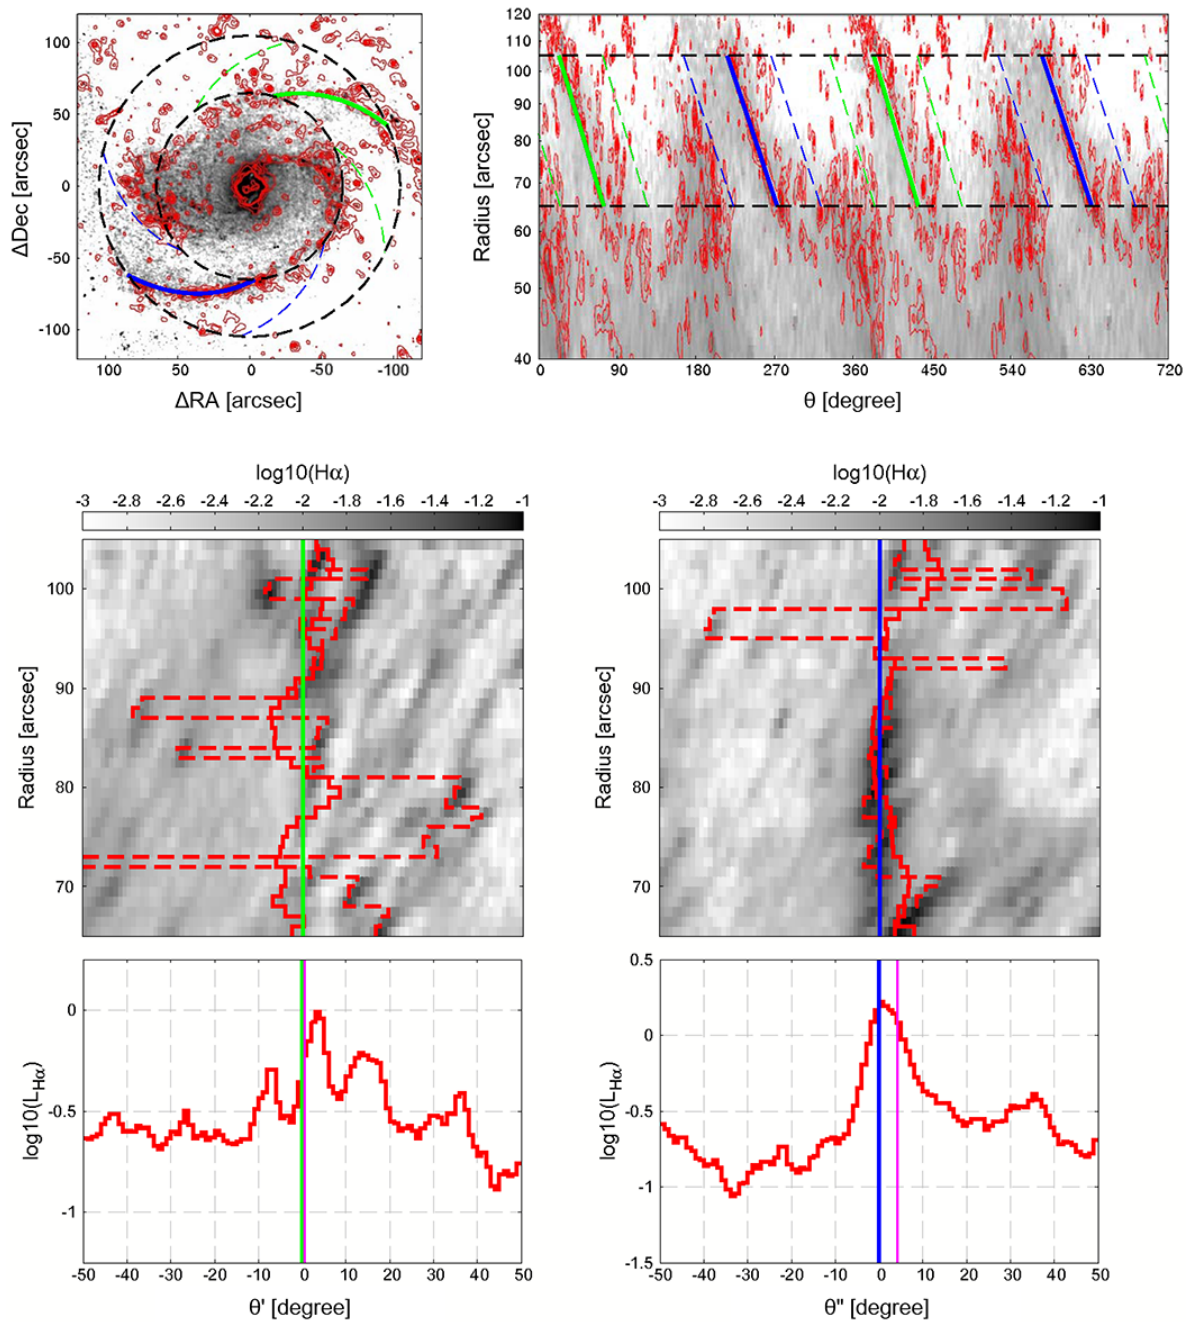 100
50
0
-50
-100
ΔDec [arcsec]
100 50 0 -50 -100
ΔRA [arcsec]
120
110
100
90
80
70
60
50
40
Radius [arcsec]
0 90 180 270 360 450 540 630 720
θ [degree]
log10(Hα)
-3 -2.8 -2.6 -2.4 -2.2 -2 -1.8 -1.6 -1.4 -1.2 -1
100
90
80
70
Radius [arcsec]
log10(Hα)
-3 -2.8 -2.6 -2.4 -2.2 -2 -1.8 -1.6 -1.4 -1.2 -1
100
90
80
70
Radius [arcsec]
0
-0.5
-1
log10(LHα)
-50 -40 -30 -20 -10 0 10 20 30 40 50
θ' [degree]
0.5
0
-0.5
-1
-1.5
log10(LHα)
-50 -40 -30 -20 -10 0 10 20 30 40 50
θ" [degree]